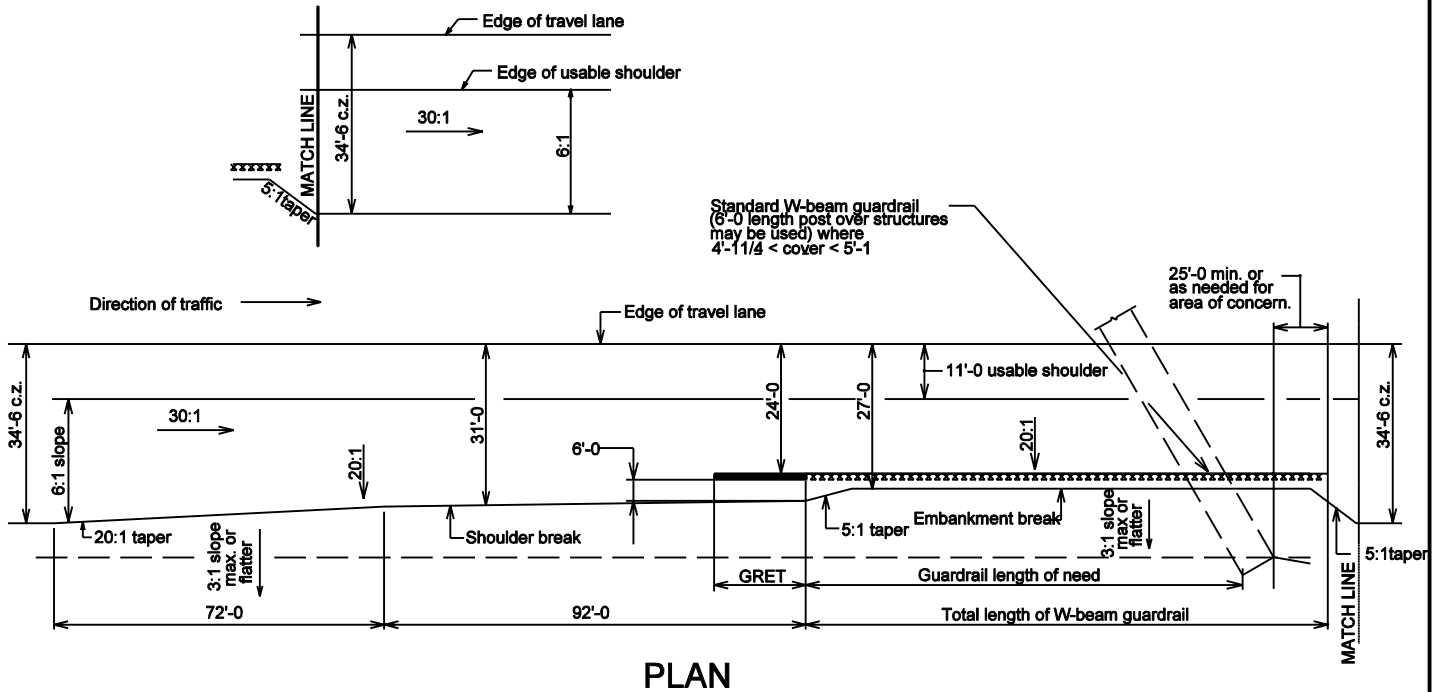 Edge of travel lane
Edge of usable shoulder
MATCH LINE
34'-6 c.z.
30:1
6:1
5:1taper
Standard W-beam guardrail
(6'-0 length post over structures
may be used) where
4'-11/4 < cover < 5'-1
25'-0 min. or
as needed for
area of concern.
Direction of traffic
Edge of travel lane
34'-6 c.z.
6:1 slope
30:1
20:1
31'-0
24'-0
27'-0
11'-0 usable shoulder
34'-6 c.z.
6'-0
20:1
20:1 taper
3:1 slope
max. or
flatter
Shoulder break
5:1 taper
Embankment break
3:1 slope
max or
flatter
5:1taper
GRET
Guardrail length of need
72'-0
92'-0
Total length of W-beam guardrail
MATCH LINE
PLAN